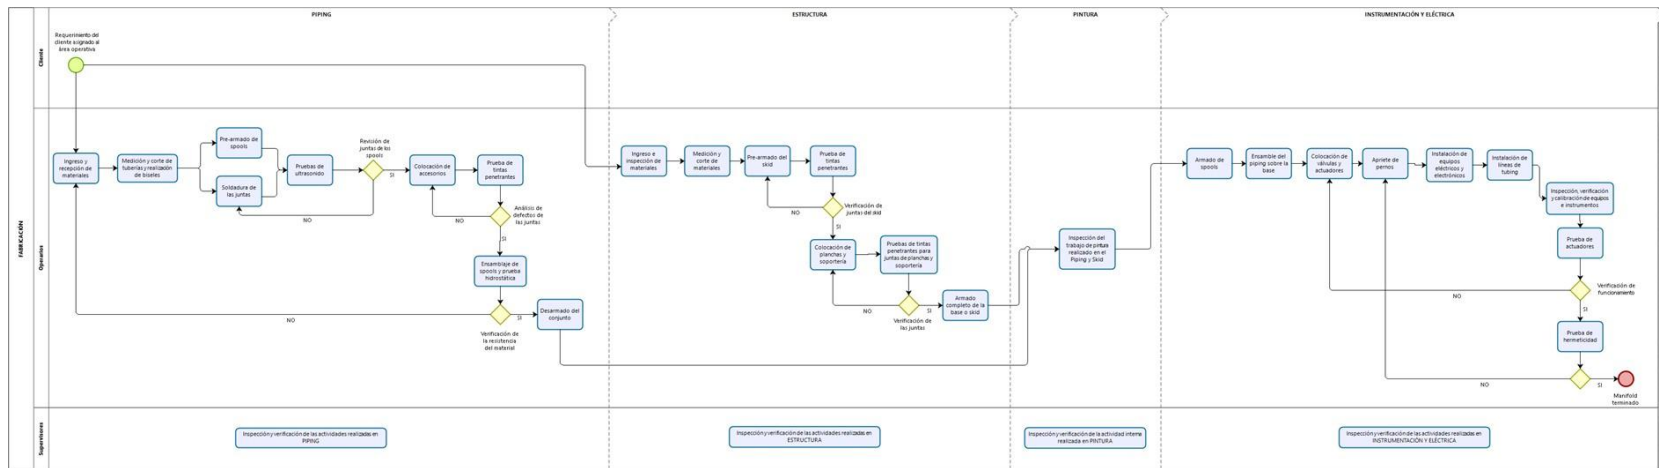 PIPING
ESTRUCTURA
PINTURA
INSTRUMENTACIÓN Y ELÉCTRICA
FABRICACIÓN
Cliente
Requerimiento del
cliente asignado al
área operativa
Operarios
Ingreso y
recepción de
materiales
Medición y corte de
tuberías y realización
de biseles
Pre-armado de
spools
Soldadura de
las juntas
Pruebas de
ultrasonido
Revisión de
juntas de los
spools
SI
NO
Colocación de
accesorios
Prueba de
tintas
penetrantes
Análisis de
defectos de
las juntas
NO
SI
Ensamblaje de
spools y prueba
hidrostática
Verificación de
la resistencia
del material
NO
SI
Desarmado del
conjunto
Ingreso e
inspección de
materiales
Medición y
corte de
materiales
Pre-armado del
skid
Prueba de
tintas
penetrantes
Verificación de
juntas del skid
NO
SI
Colocación de
planchas y
soportería
Pruebas de tintas
penetrantes para
juntas de planchas y
soportería
NO
SI
Verificación de
las juntas
Armado
completo de la
base o skid
Inspección del
trabajo de pintura
realizado en el
Piping y Skid
Armado de
spools
Ensamble del
piping sobre la
base
Colocación de
válvulas y
actuadores
Apriete de
pernos
Instalación de
equipos
eléctricos y
electrónicos
Instalación de
líneas de
tubing
Inspección, verificación
y calibración de equipos
e instrumentos
Prueba de
actuadores
Verificación de
funcionamiento
NO
SI
Prueba de
hermeticidad
NO
SI
Manifold
terminado
Supervisores
Inspección y verificación de las actividades realizadas en
PIPING
Inspección y verificación de las actividades realizadas en
ESTRUCTURA
Inspección y verificación de la actividad interna
realizada en PINTURA
Inspección y verificación de las actividades realizadas en
INSTRUMENTACIÓN Y ELÉCTRICA